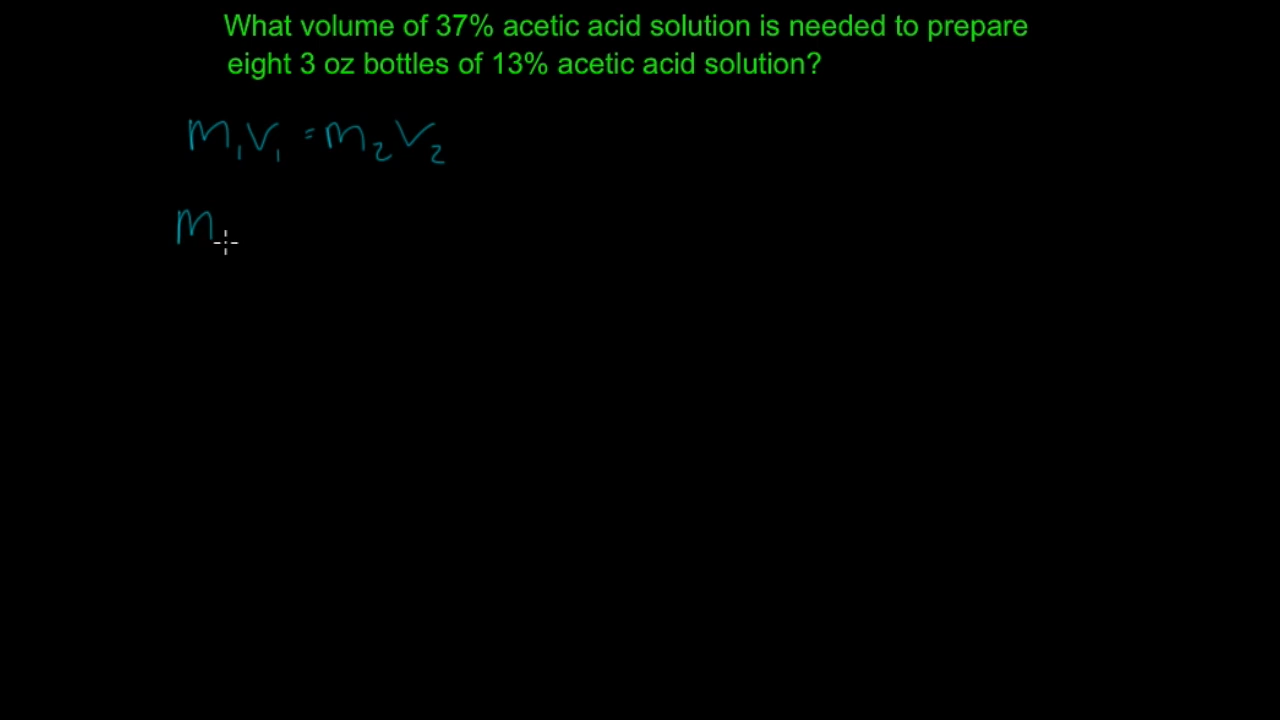 What volume of 37% acetic acid solution is needed to prepare
eight 3 oz bottles of 13% acetic acid solution?
M₁V₁ = M₂V₂
M